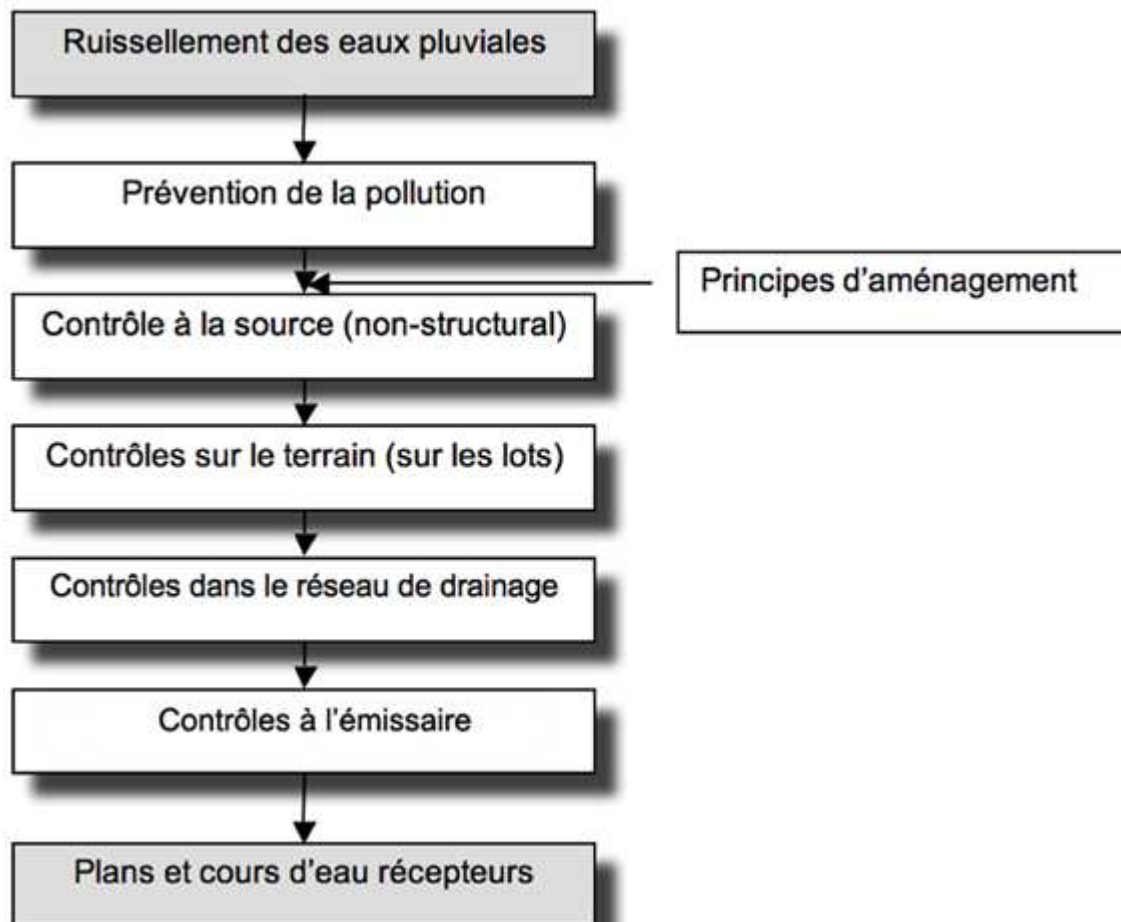 Ruissellement des eaux pluviales
Prévention de la pollution
Principes d'aménagement
Contrôle à la source (non-structural)
Contrôles sur le terrain (sur les lots)
Contrôles dans le réseau de drainage
Contrôles à l'émissaire
Plans et cours d'eau récepteurs